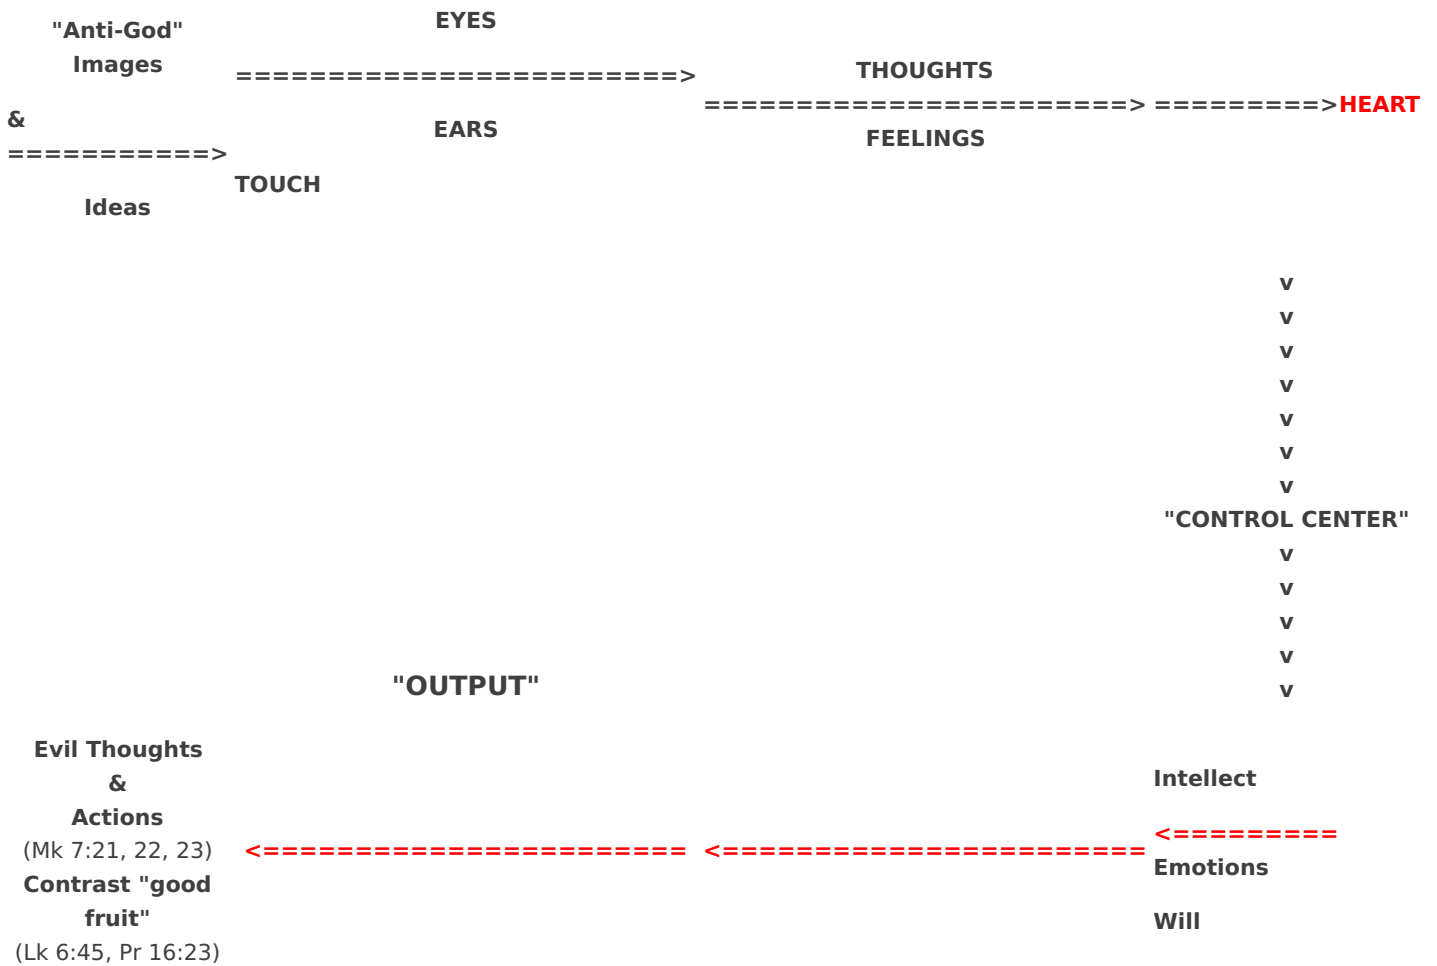 "Anti-God"
Images
&
===========>
Ideas
EYES
========================>
EARS
TOUCH
THOUGHTS
=======================>
FEELINGS
=========>HEART
v
v
v
v
v
v
v
"CONTROL CENTER"
v
v
v
v
v
"OUTPUT"
Evil Thoughts
&
Actions
(Mk 7:21, 22, 23)
Contrast "good
fruit"
(Lk 6:45, Pr 16:23)
<=======================
<=======================
Intellect
<=========
Emotions
Will